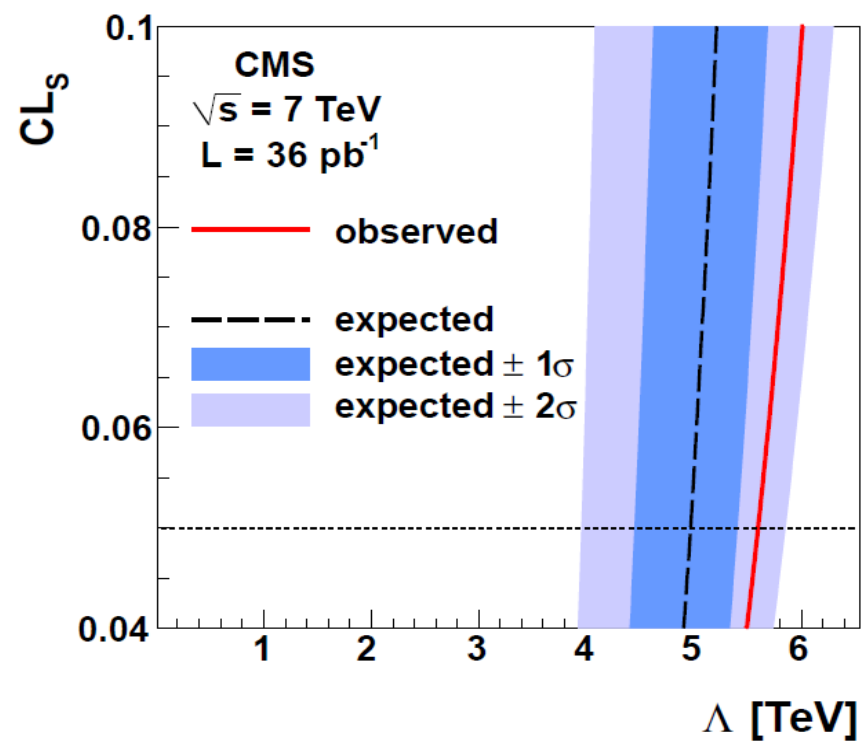 0.1
CL_S
CMS
√s = 7 TeV
L = 36 pb⁻¹
0.08
observed
expected
expected ± 1σ
expected ± 2σ
0.06
0.04
1 2 3 4 5 6
Λ [TeV]